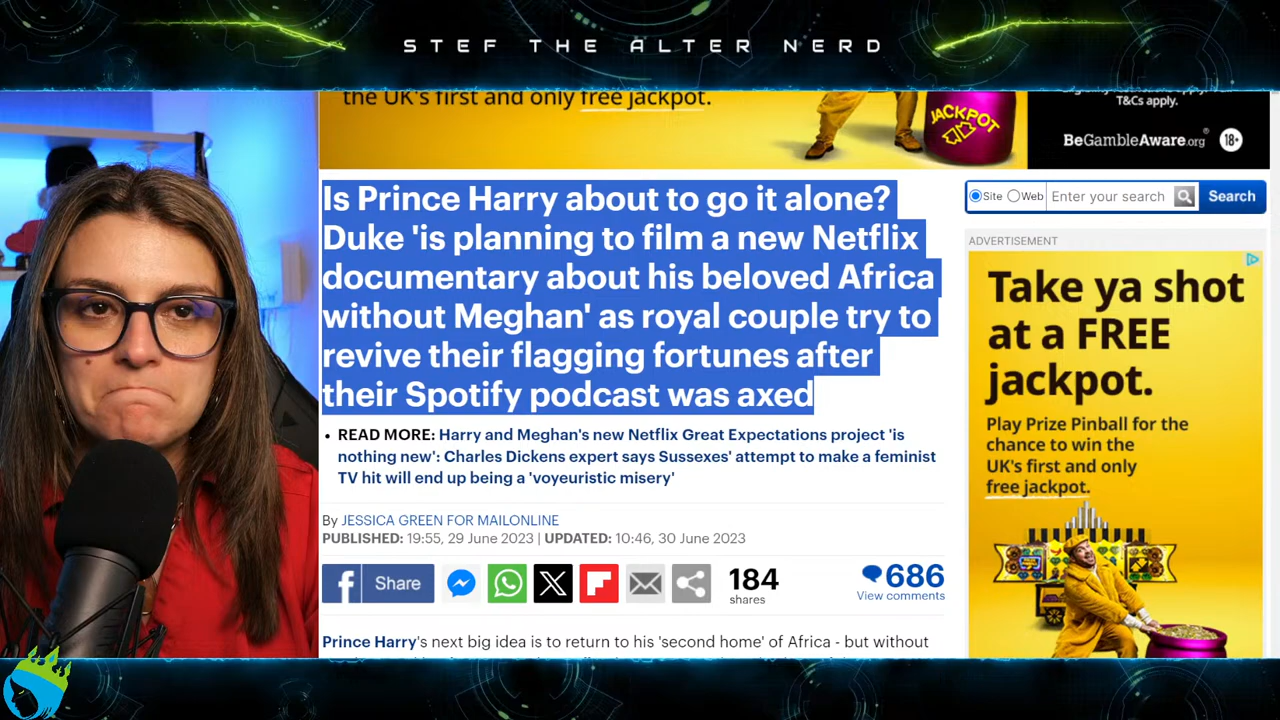 STEF THE ALTER NERD
the UK's first and only free jackpot.
JACKPOT
T&Cs apply.
BeGambleAware.org® 18+
Is Prince Harry about to go it alone?
Duke 'is planning to film a new Netflix
documentary about his beloved Africa
without Meghan' as royal couple try to
revive their flagging fortunes after
their Spotify podcast was axed
• READ MORE: Harry and Meghan's new Netflix Great Expectations project 'is
nothing new': Charles Dickens expert says Sussexes' attempt to make a feminist
TV hit will end up being a 'voyeuristic misery'
By JESSICA GREEN FOR MAILONLINE
PUBLISHED: 19:55, 29 June 2023 | UPDATED: 10:46, 30 June 2023
Share
184
shares
686
View comments
Prince Harry's next big idea is to return to his 'second home' of Africa - but without
Site Web Enter your search Search
ADVERTISEMENT
Take ya shot
at a FREE
jackpot.
Play Prize Pinball for the
chance to win the
UK's first and only
free jackpot.